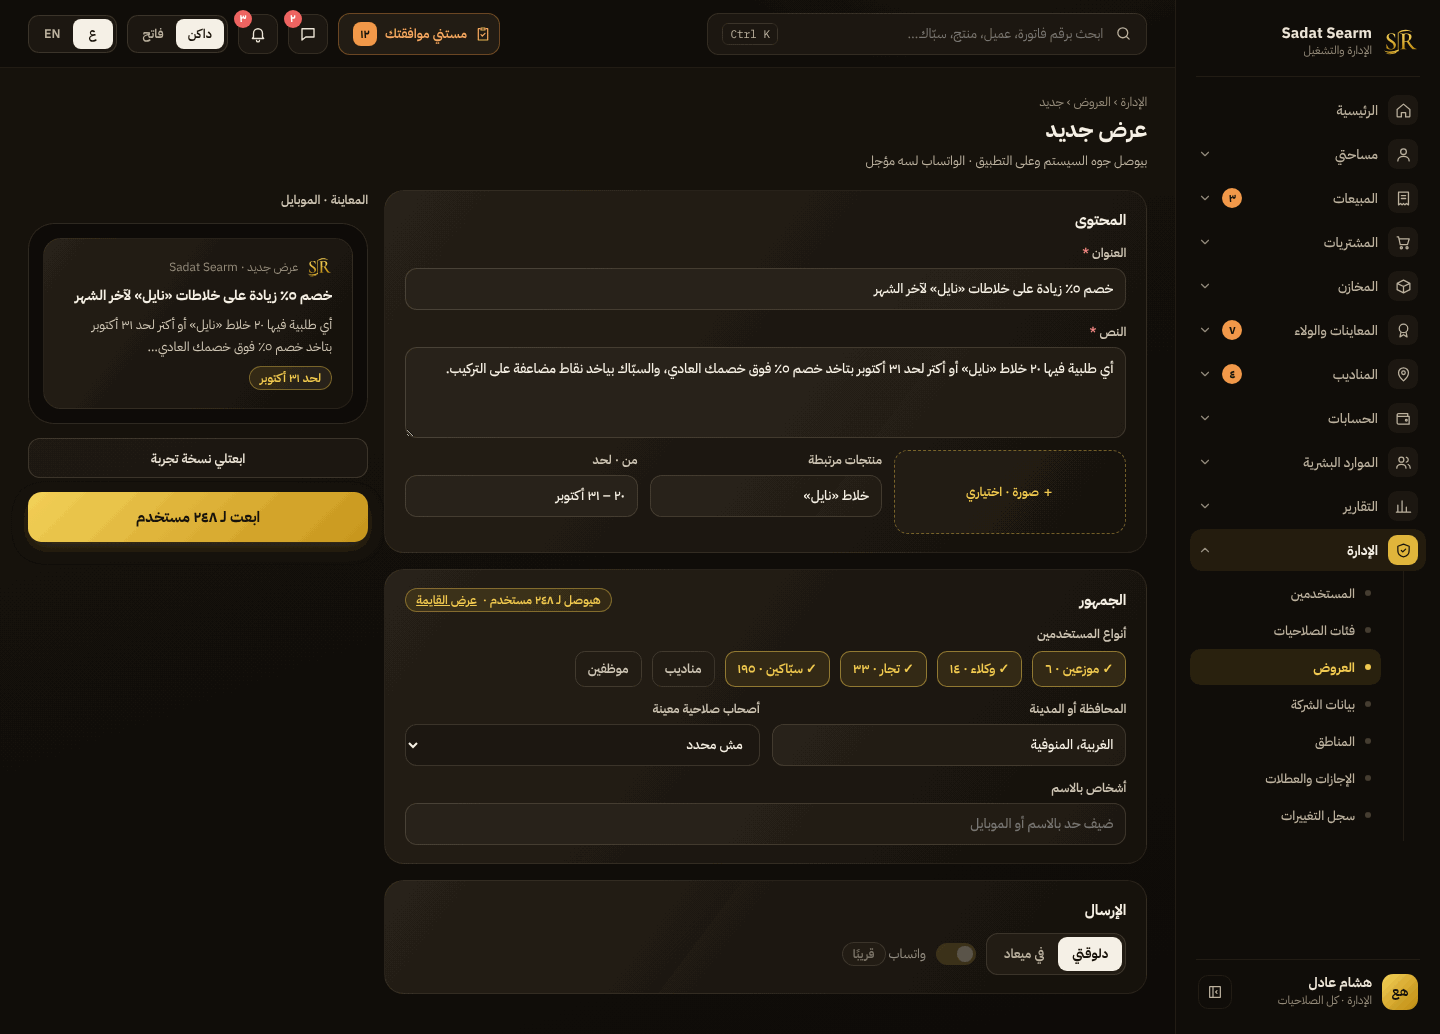 Sadat Searm
الإدارة والتشغيل
ابحث برقم فاتورة، عميل، منتج، سبّاك...
Ctrl K
مستني موافقتك ١٢
٢
٣
داكن
فاتح
ع
EN
الرئيسية
مساحتي
المبيعات ٣
المشتريات
المخازن
المعاينات والولاء ٧
المناديب ٤
الحسابات
الموارد البشرية
التقارير
الإدارة
المستخدمين
فئات الصلاحيات
العروض
بيانات الشركة
المناطق
الإجازات والعطلات
سجل التغييرات
هع
هشام عادل
الإدارة · كل الصلاحيات
الإدارة › العروض › جديد
عرض جديد
بيوصل جوه السيستم وعلى التطبيق · الواتساب لسه مؤجل
المحتوى
العنوان *
خصم ٥٪ زيادة على خلاطات «نايل» لآخر الشهر
النص *
أي طلبية فيها ٢٠ خلاط «نايل» أو أكتر لحد ٣١ أكتوبر بتاخد خصم ٥٪ فوق خصمك العادي، والسبّاك بياخد نقاط مضاعفة على التركيب.
+ صورة · اختياري
منتجات مرتبطة
خلاط «نايل»
من · لحد
٢٠ – ٣١ أكتوبر
الجمهور
هيوصل لـ ٢٤٨ مستخدم · عرض القايمة
أنواع المستخدمين
✓ موزعين · ٦
✓ وكلاء · ١٤
✓ تجار · ٣٣
✓ سبّاكين · ١٩٥
مناديب
موظفين
المحافظة أو المدينة
الغربية، المنوفية
أصحاب صلاحية معينة
مش محدد
أشخاص بالاسم
ضيف حد بالاسم أو الموبايل
الإرسال
دلوقتي
في ميعاد
واتساب قريبًا
المعاينة · الموبايل
SR
عرض جديد · Sadat Searm
خصم ٥٪ زيادة على خلاطات «نايل» لآخر الشهر
أي طلبية فيها ٢٠ خلاط «نايل» أو أكتر لحد ٣١ أكتوبر
بتاخد خصم ٥٪ فوق خصمك العادي...
لحد ٣١ أكتوبر
ابعتلي نسخة تجربة
ابعت لـ ٢٤٨ مستخدم